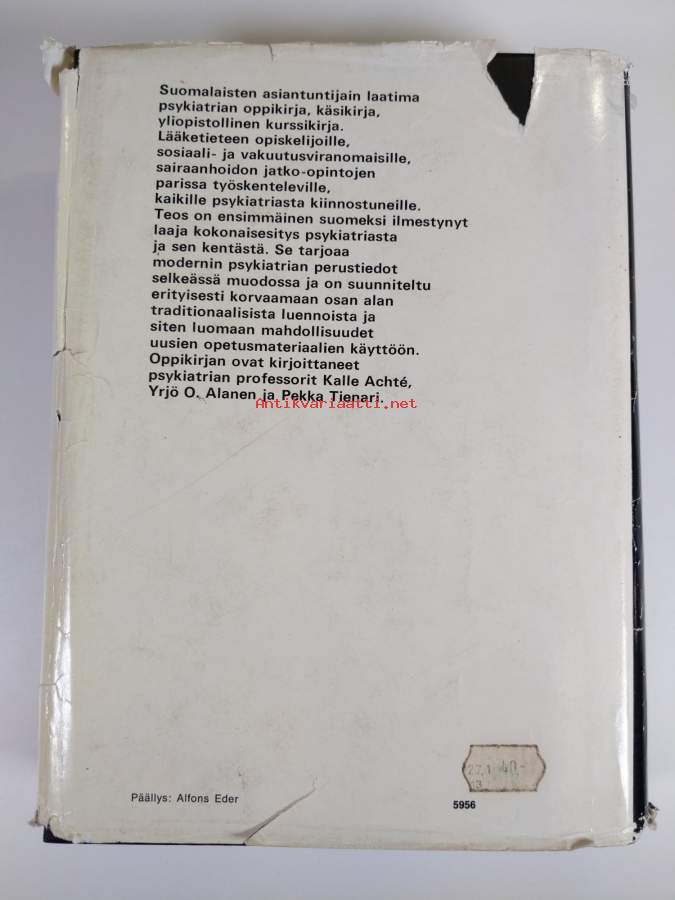 Suomalaisten asiantuntijain laatima
psykiatrian oppikirja, käsikirja,
yliopistollinen kurssikirja.
Lääketieteen opiskelijoille,
sosiaali- ja vakuutusviranomaisille,
sairaanhoidon jatko-opintojen
parissa työskenteleville,
kaikille psykiatriasta kiinnostuneille.
Teos on ensimmäinen suomeksi ilmestynyt
laaja kokonaisesitys psykiatriasta
ja sen kentästä. Se tarjoaa
modernin psykiatrian perustiedot
selkeässä muodossa ja on suunniteltu
erityisesti korvaamaan osan alan
traditionaalisista luennoista ja
siten luomaan mahdollisuudet
uusien opetusmateriaalien käyttöön.
Oppikirjan ovat kirjoittaneet
psykiatrian professorit Kalle Achté,
Yrjö O. Alanen ja Pekka Tienari.
Antikvariaatti.net
40,-
Päällys: Alfons Eder
5956